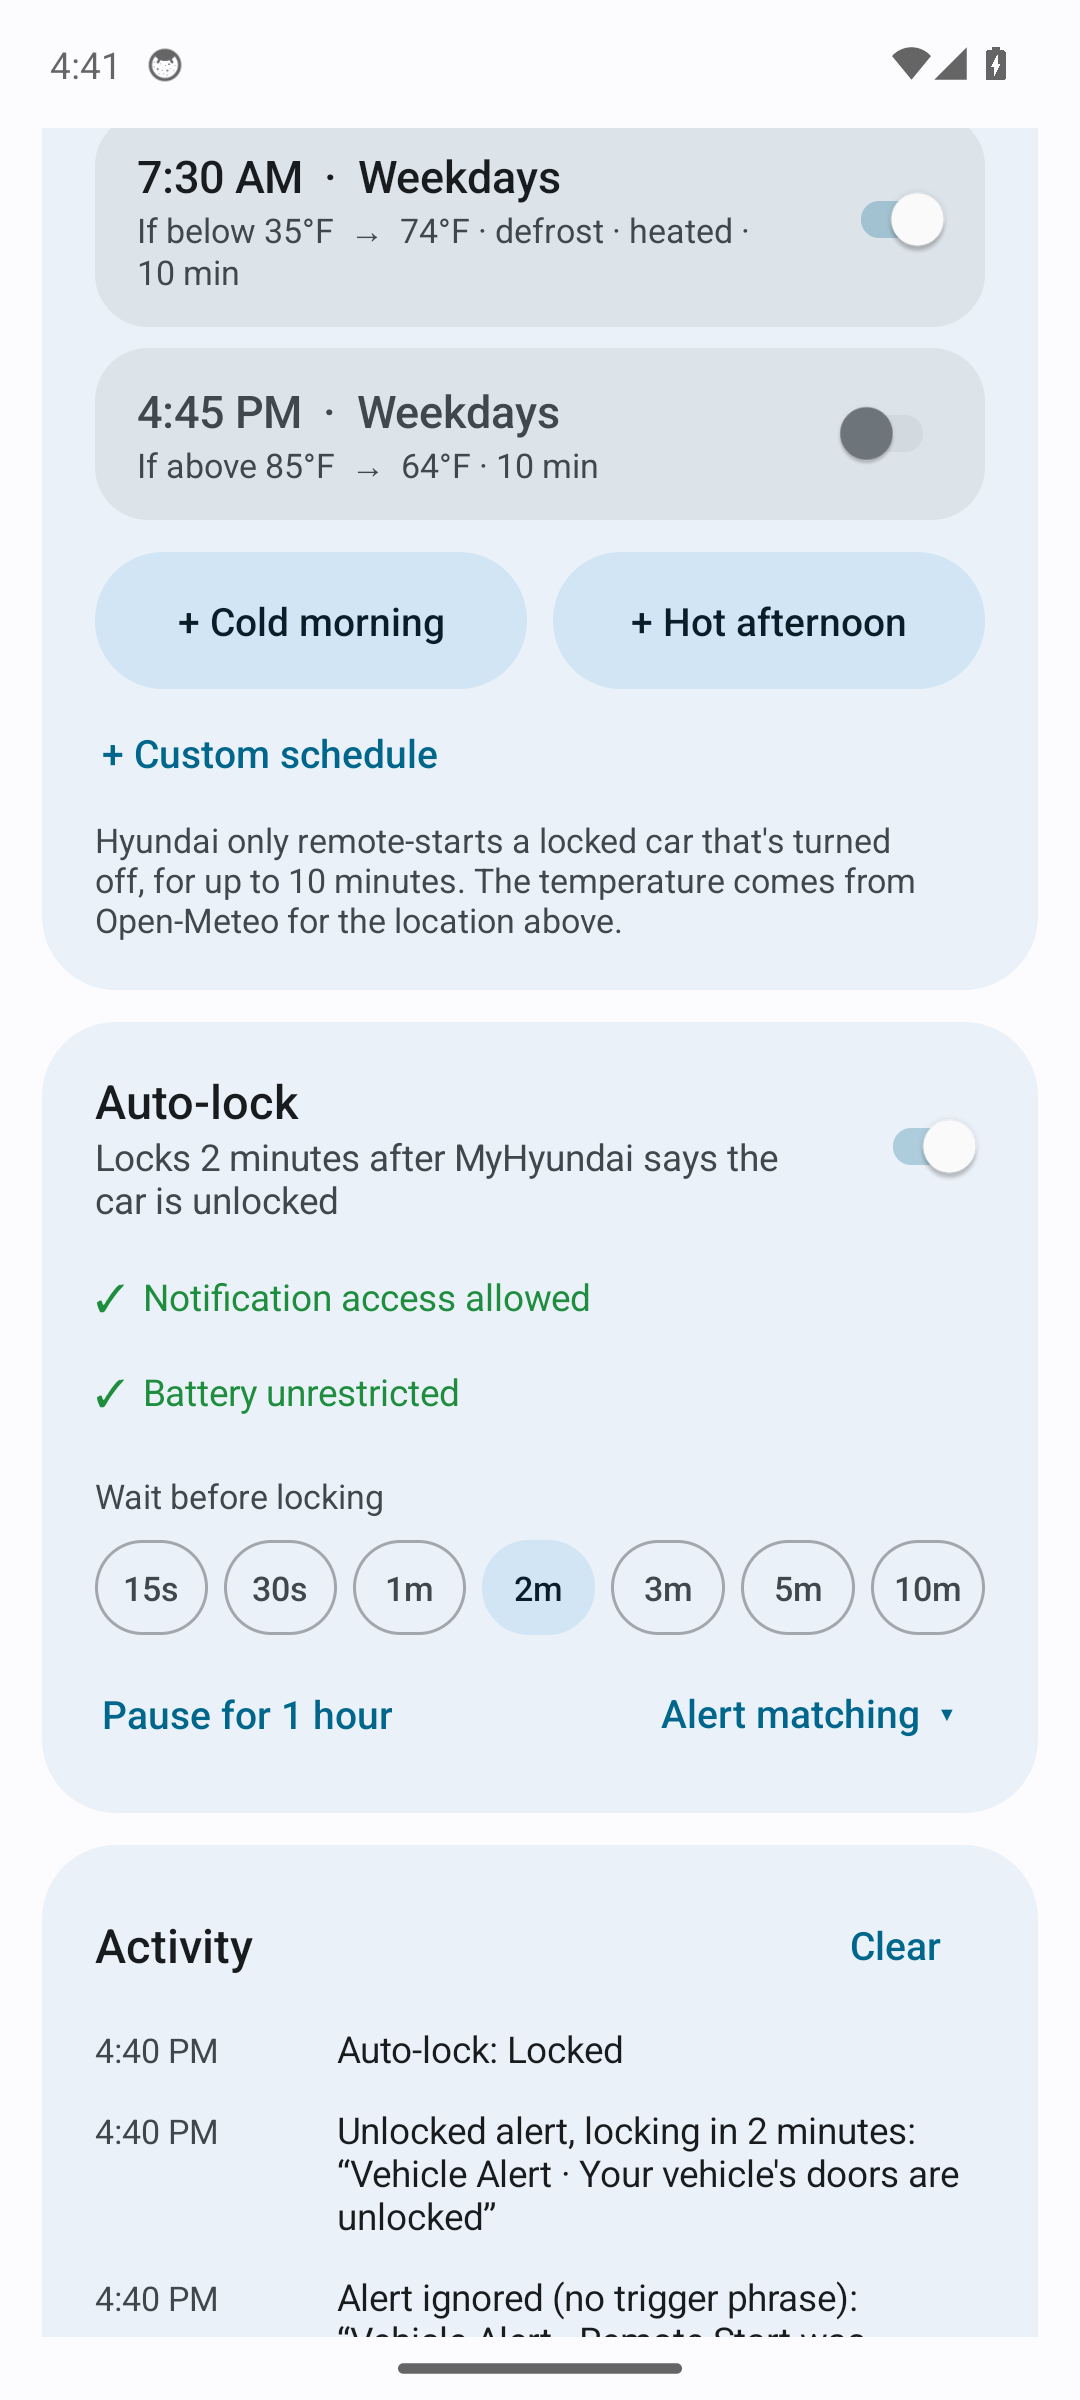 4:41
7:30 AM · Weekdays
If below 35°F → 74°F · defrost · heated ·
10 min
4:45 PM · Weekdays
If above 85°F → 64°F · 10 min
+ Cold morning
+ Hot afternoon
+ Custom schedule
Hyundai only remote-starts a locked car that's turned
off, for up to 10 minutes. The temperature comes from
Open-Meteo for the location above.
Auto-lock
Locks 2 minutes after MyHyundai says the
car is unlocked
✓ Notification access allowed
✓ Battery unrestricted
Wait before locking
15s 30s 1m 2m 3m 5m 10m
Pause for 1 hour
Alert matching ▾
Activity
Clear
4:40 PM Auto-lock: Locked
4:40 PM Unlocked alert, locking in 2 minutes:
“Vehicle Alert · Your vehicle's doors are
unlocked”
4:40 PM Alert ignored (no trigger phrase):
“Vehicle Alert · Remote Start was